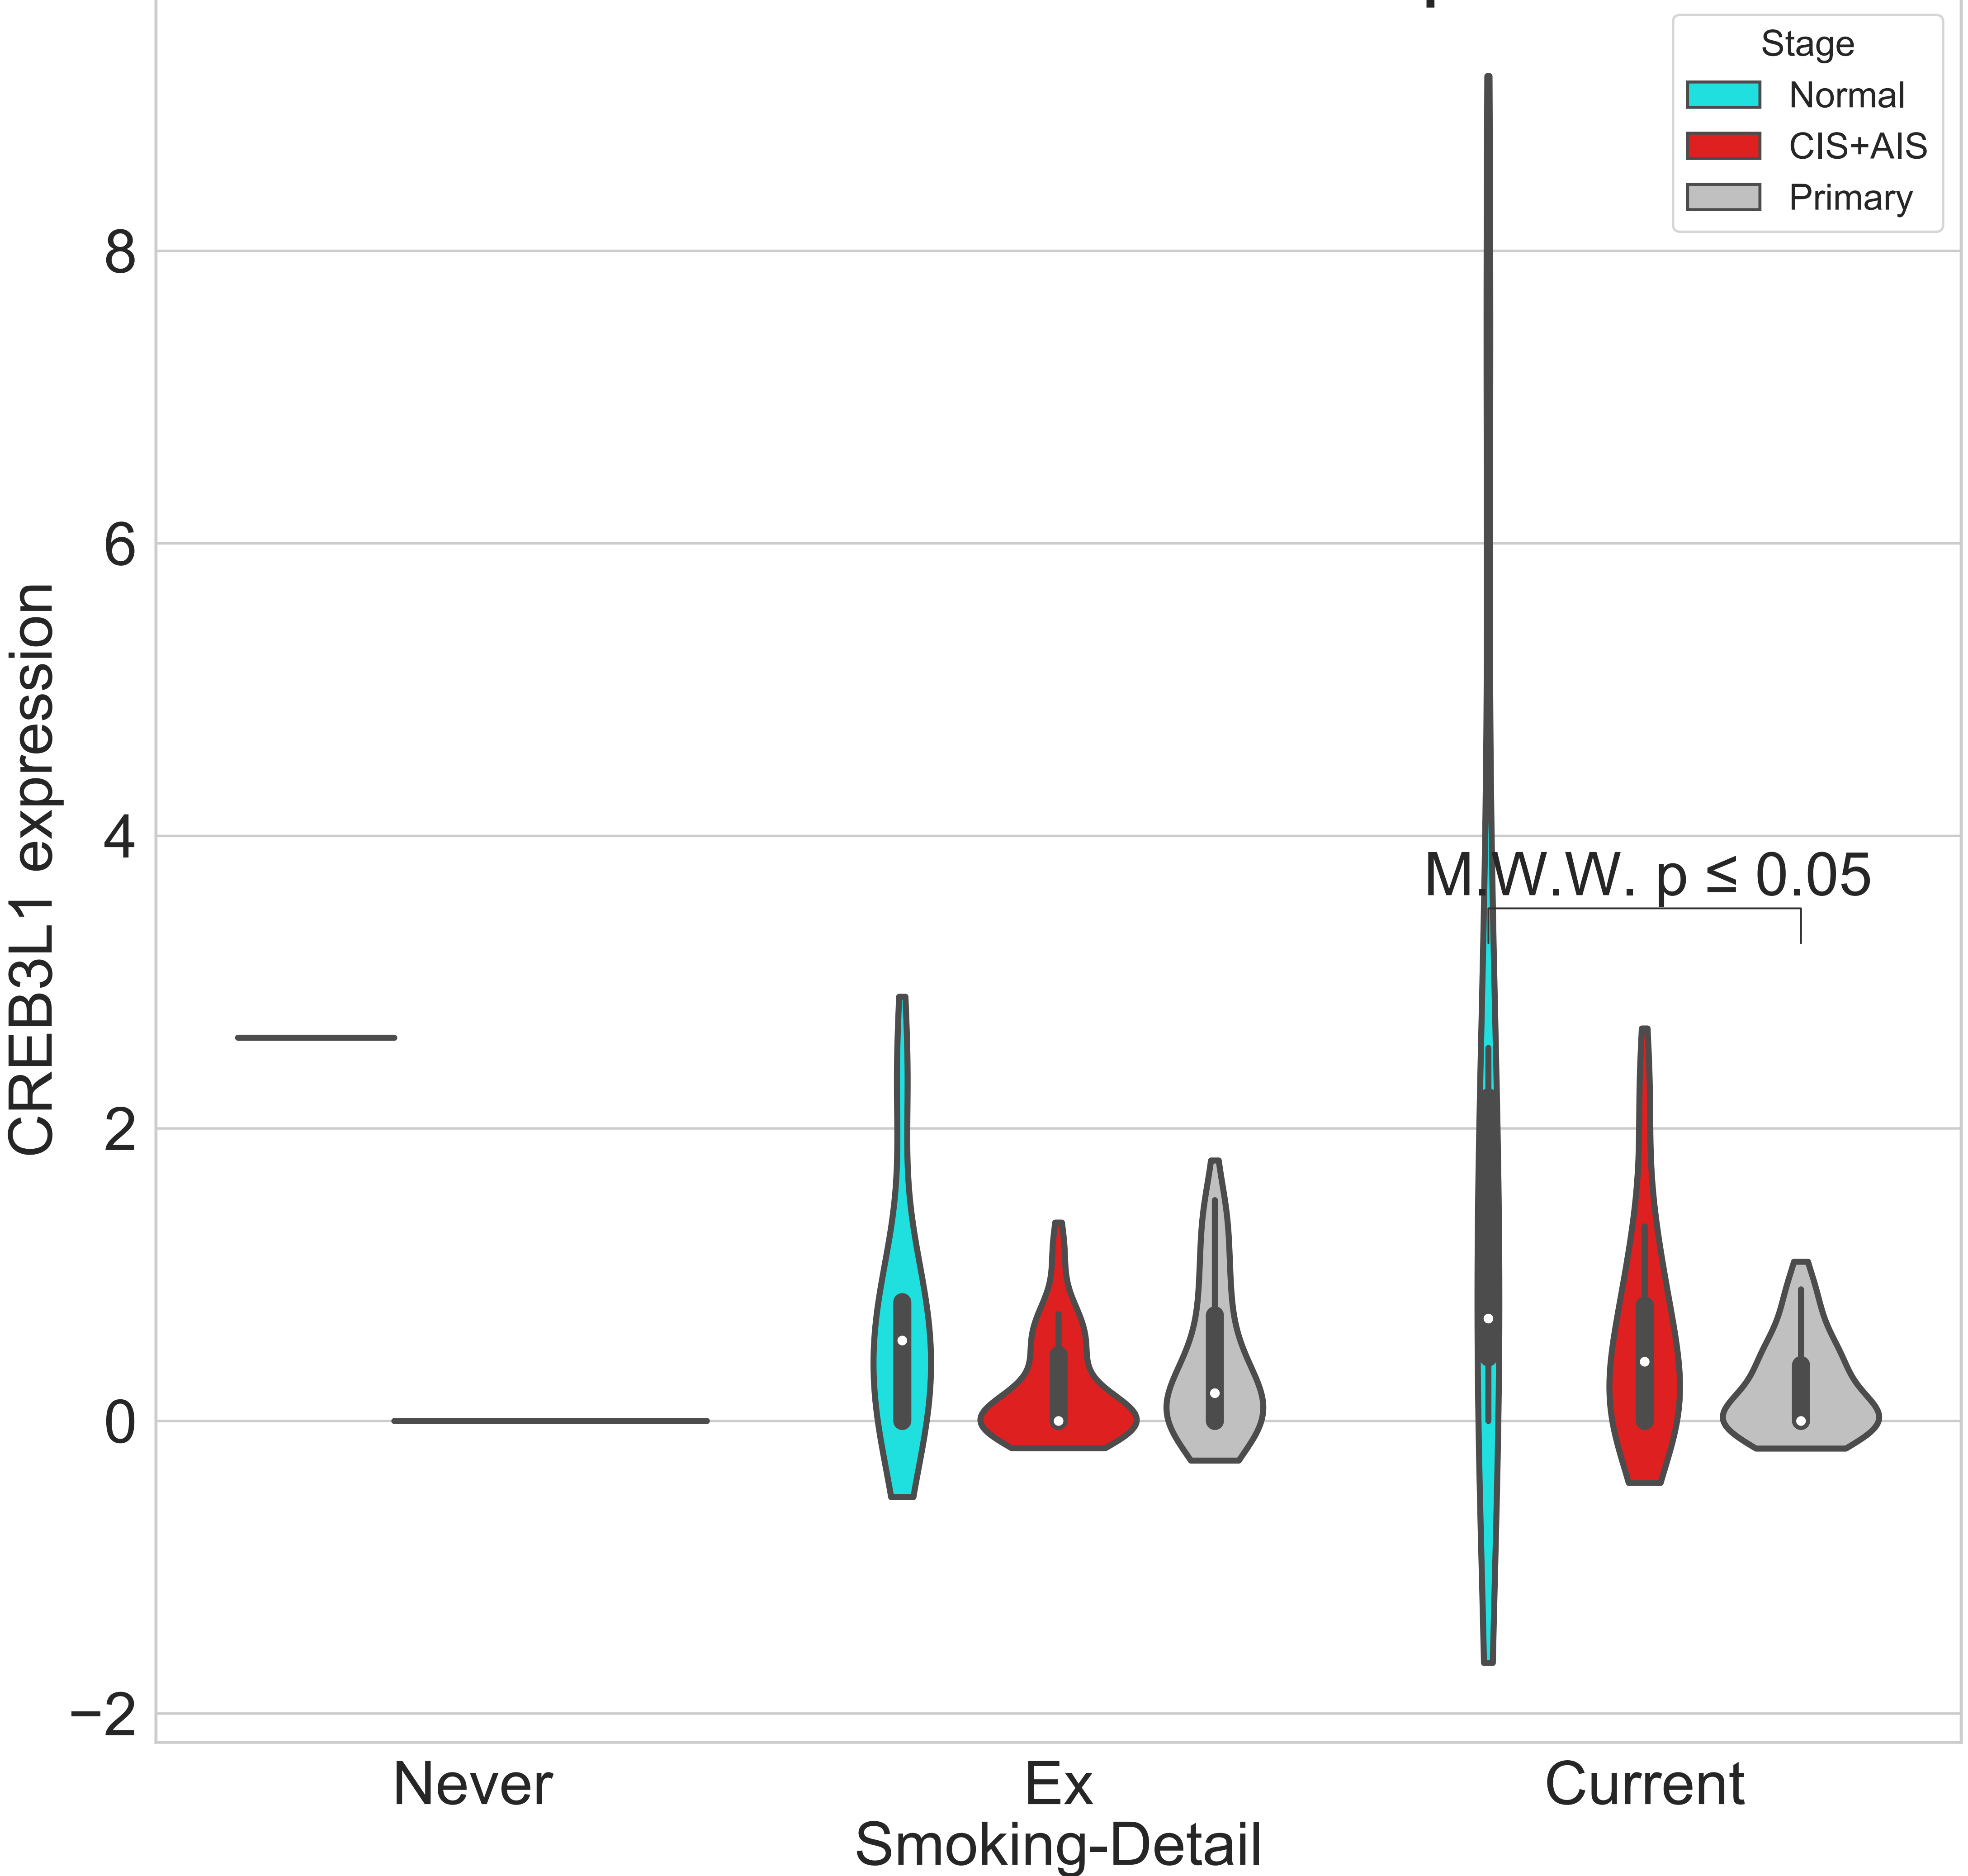 Stage
Normal
CIS+AIS
Primary
8
6
4
2
0
−2
CREB3L1 expression
M.W.W. p ≤ 0.05
Never
Ex
Current
Smoking-Detail